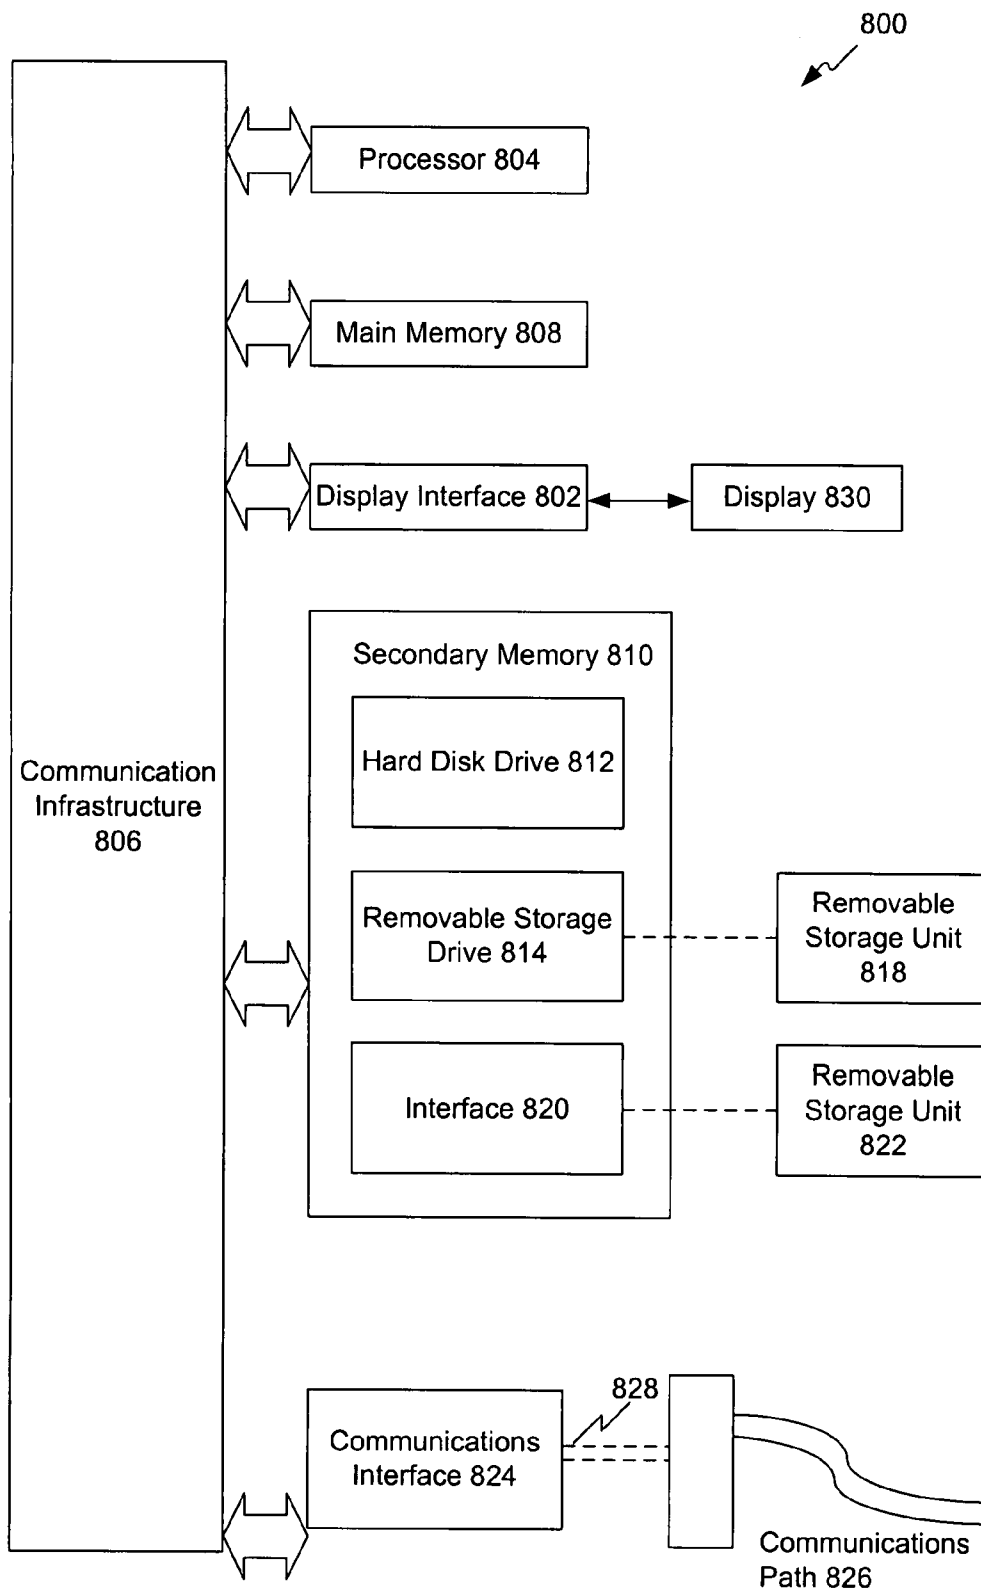 800
Processor 804
Main Memory 808
Display Interface 802
Display 830
Secondary Memory 810
Hard Disk Drive 812
Communication
Infrastructure
806
Removable Storage
Drive 814
Removable
Storage Unit
818
Interface 820
Removable
Storage Unit
822
828
Communications
Interface 824
Communications
Path 826